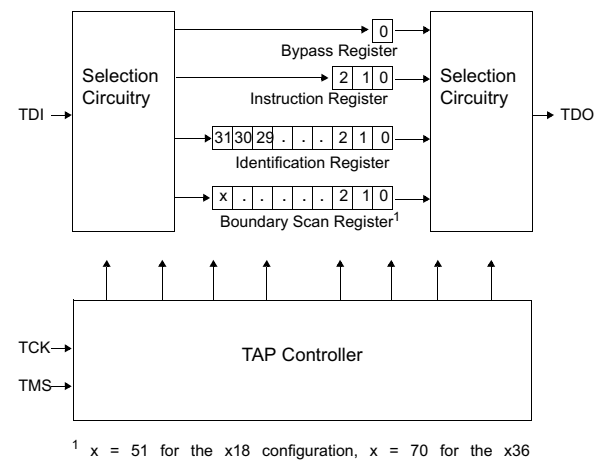 0
Bypass Register
Selection Circuitry
2 1 0
Selection Circuitry
Instruction Register
TDI
TDO
31 30 29 . . . 2 1 0
Identification Register
x . . . . . 2 1 0
Boundary Scan Register1
TCK
TAP Controller
TMS
1 x = 51 for the x18 configuration, x = 70 for the x36